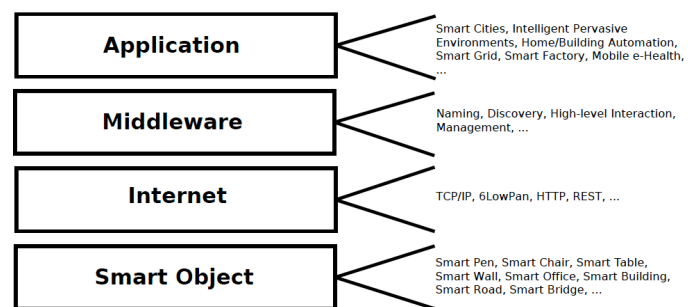 Application
Smart Cities, Intelligent Pervasive
Environments, Home/Building Automation,
Smart Grid, Smart Factory, Mobile e-Health,
...
Middleware
Naming, Discovery, High-level Interaction,
Management, ...
Internet
TCP/IP, 6LowPan, HTTP, REST, ...
Smart Object
Smart Pen, Smart Chair, Smart Table,
Smart Wall, Smart Office, Smart Building,
Smart Road, Smart Bridge, ...